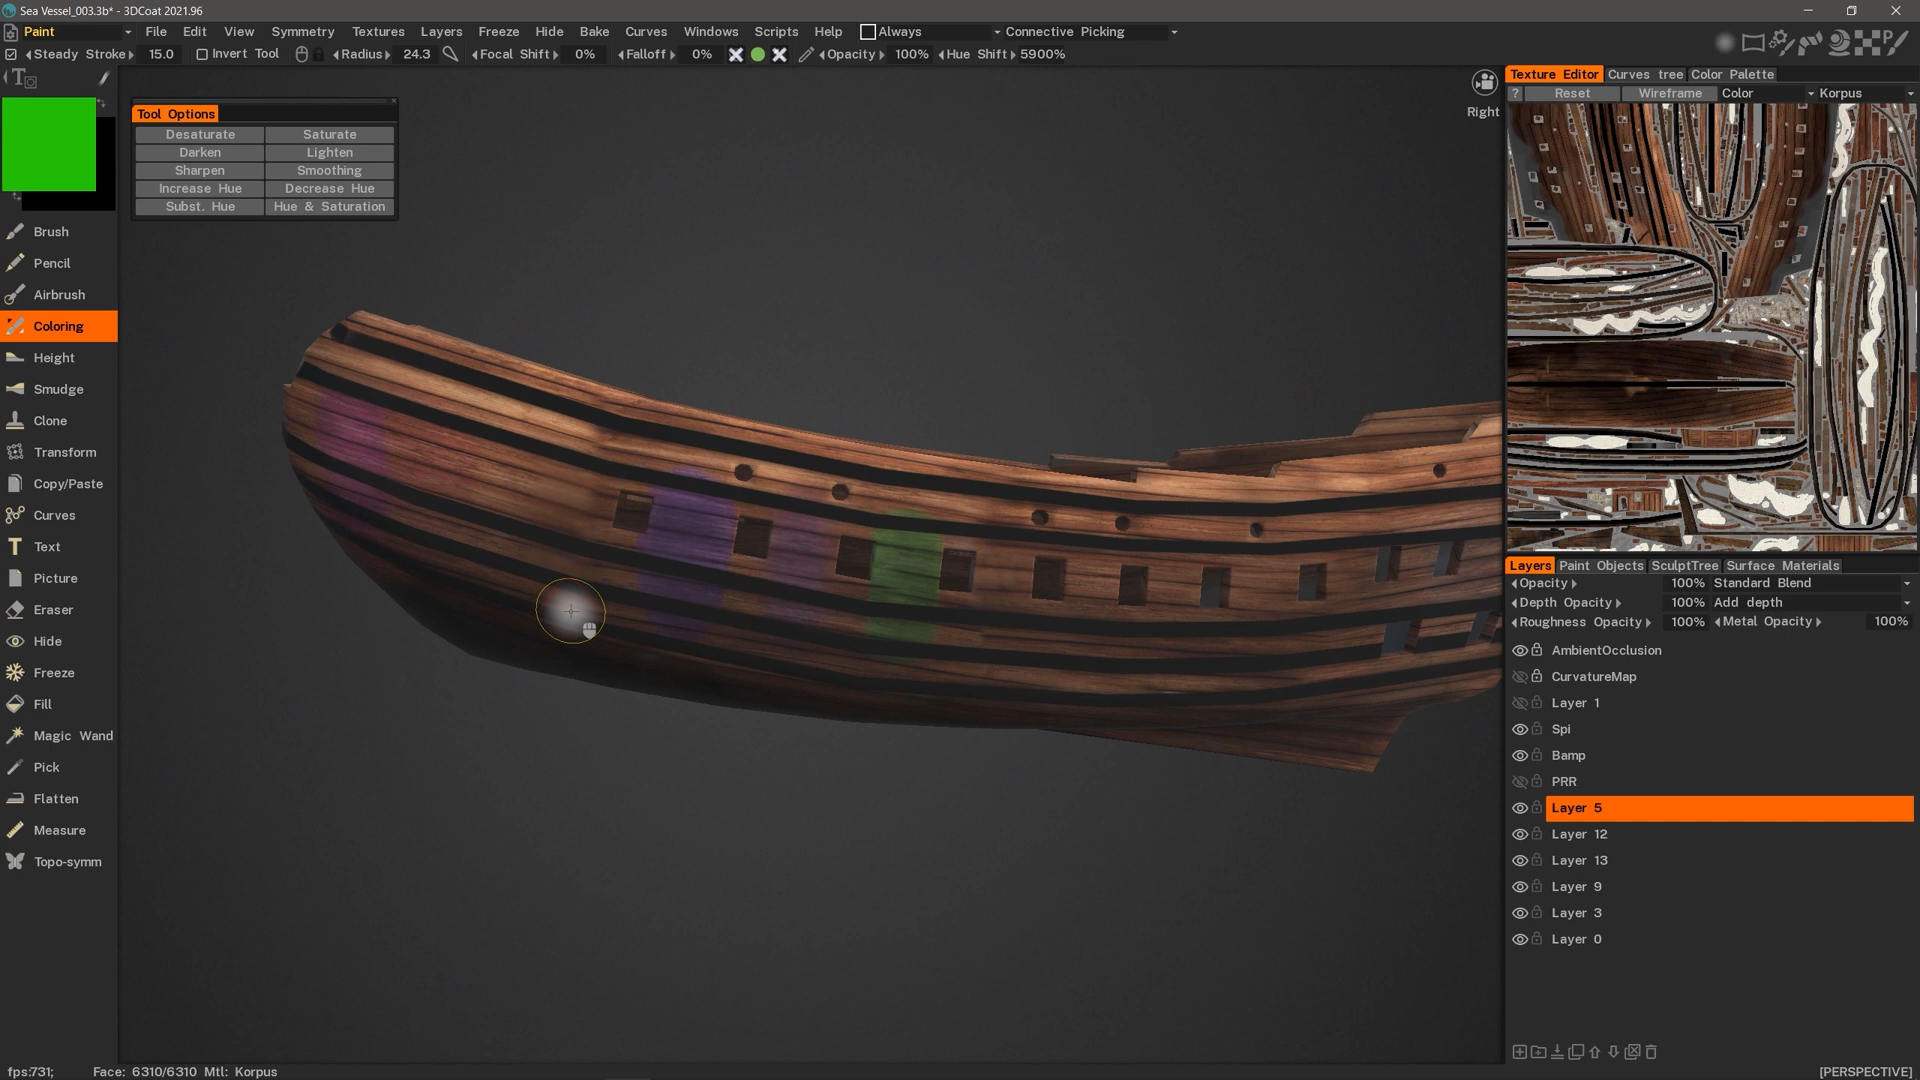 Sea Vessel_003.3b* - 3DCoat 2021.96
Paint File Edit View Symmetry Textures Layers Freeze Hide Bake Curves Windows Scripts Help Always Connective Picking
Steady Stroke 15.0 Invert Tool Radius 24.3 Focal Shift 0% Falloff 0% Opacity 100% Hue Shift 5900%
Tool Options
Desaturate Saturate
Darken Lighten
Sharpen Smoothing
Increase Hue Decrease Hue
Subst. Hue Hue & Saturation
Brush
Pencil
Airbrush
Coloring
Height
Smudge
Clone
Transform
Copy/Paste
Curves
Text
Picture
Eraser
Hide
Freeze
Fill
Magic Wand
Pick
Flatten
Measure
Topo-symm
Right
Texture Editor Curves tree Color Palette
? Reset Wireframe Color Korpus
Layers Paint Objects SculptTree Surface Materials
Opacity 100% Standard Blend
Depth Opacity 100% Add depth
Roughness Opacity 100% Metal Opacity 100%
AmbientOcclusion
CurvatureMap
Layer 1
Spi
Bamp
PRR
Layer 5
Layer 12
Layer 13
Layer 9
Layer 3
Layer 0
fps:731; Face: 6310/6310 Mtl: Korpus
[PERSPECTIVE]